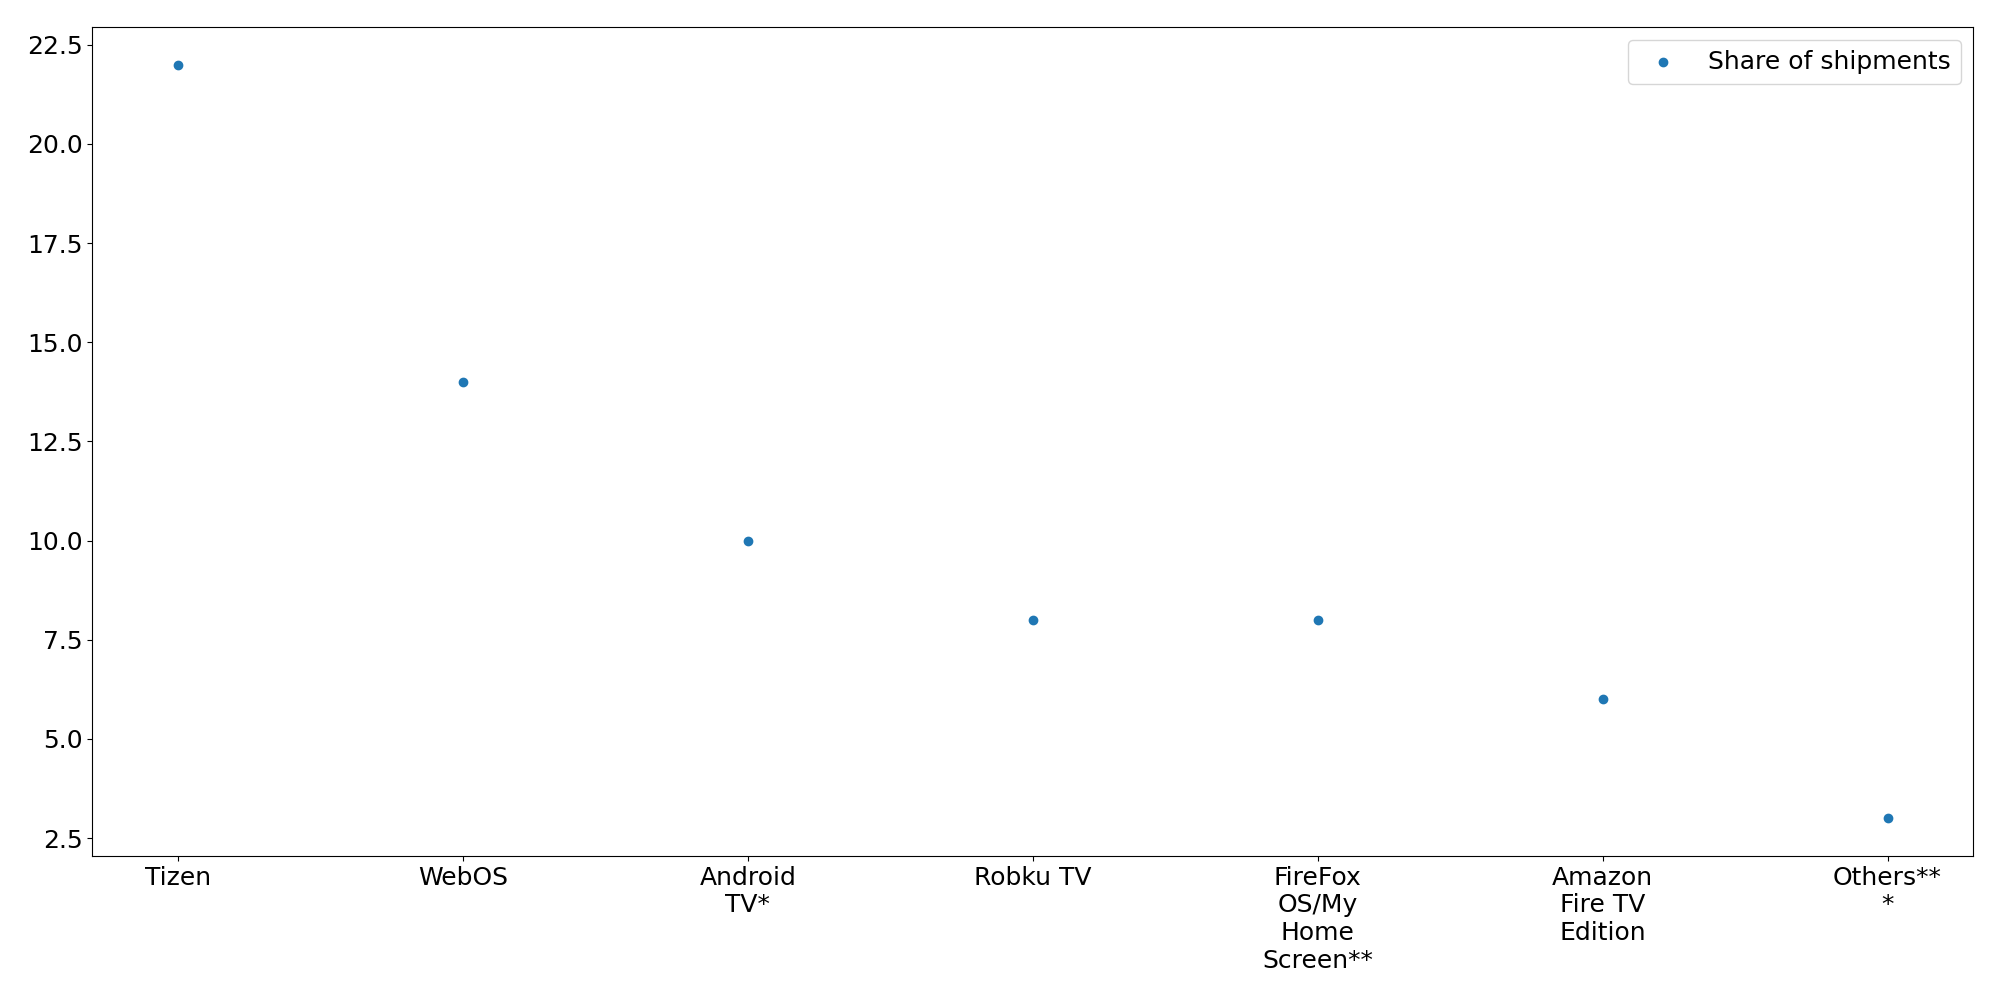 22.5
20.0
17.5
15.0
12.5
10.0
7.5
5.0
2.5
Share of shipments
Tizen
WebOS
Android
TV*
Robku TV
FireFox
OS/My
Home
Screen**
Amazon
Fire TV
Edition
Others**
*